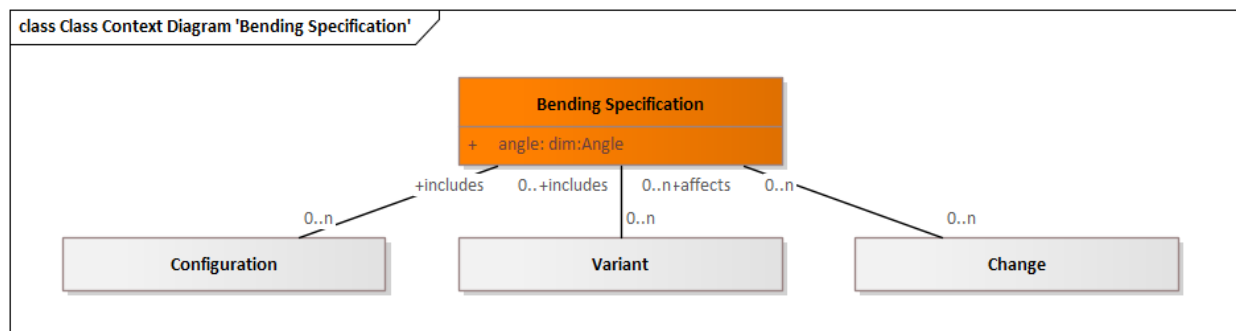 class Class Context Diagram 'Bending Specification'
Bending Specification
+ angle: dim:Angle
+includes 0..+includes 0..n+affects 0..n
0..n 0..n 0..n
Configuration Variant Change